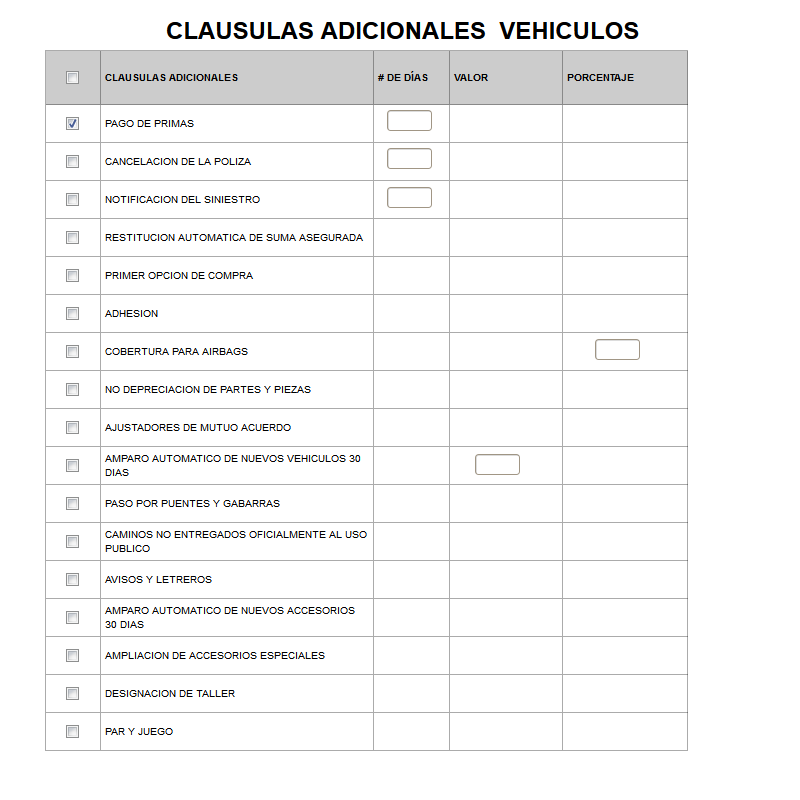 CLAUSULAS ADICIONALES  VEHICULOS
CLAUSULAS ADICIONALES # DE DÍAS VALOR PORCENTAJE
PAGO DE PRIMAS
CANCELACION DE LA POLIZA
NOTIFICACION DEL SINIESTRO
RESTITUCION AUTOMATICA DE SUMA ASEGURADA
PRIMER OPCION DE COMPRA
ADHESION
COBERTURA PARA AIRBAGS
NO DEPRECIACION DE PARTES Y PIEZAS
AJUSTADORES DE MUTUO ACUERDO
AMPARO AUTOMATICO DE NUEVOS VEHICULOS 30
DIAS
PASO POR PUENTES Y GABARRAS
CAMINOS NO ENTREGADOS OFICIALMENTE AL USO
PUBLICO
AVISOS Y LETREROS
AMPARO AUTOMATICO DE NUEVOS ACCESORIOS
30 DIAS
AMPLIACION DE ACCESORIOS ESPECIALES
DESIGNACION DE TALLER
PAR Y JUEGO